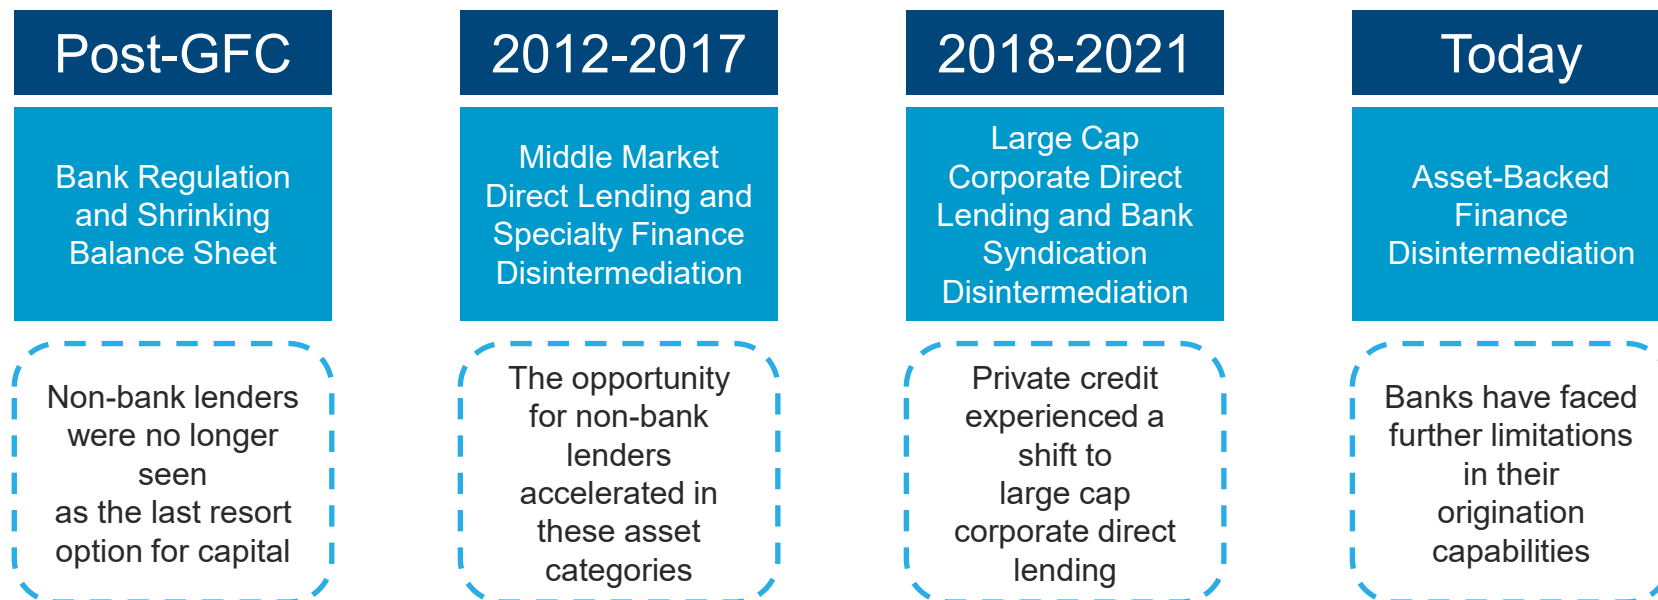 Post-GFC
Bank Regulation
and Shrinking
Balance Sheet
Non-bank lenders
were no longer
seen
as the last resort
option for capital
2012-2017
Middle Market
Direct Lending and
Specialty Finance
Disintermediation
The opportunity
for non-bank
lenders
accelerated in
these asset
categories
2018-2021
Large Cap
Corporate Direct
Lending and Bank
Syndication
Disintermediation
Private credit
experienced a
shift to
large cap
corporate direct
lending
Today
Asset-Backed
Finance
Disintermediation
Banks have faced
further limitations
in their
origination
capabilities